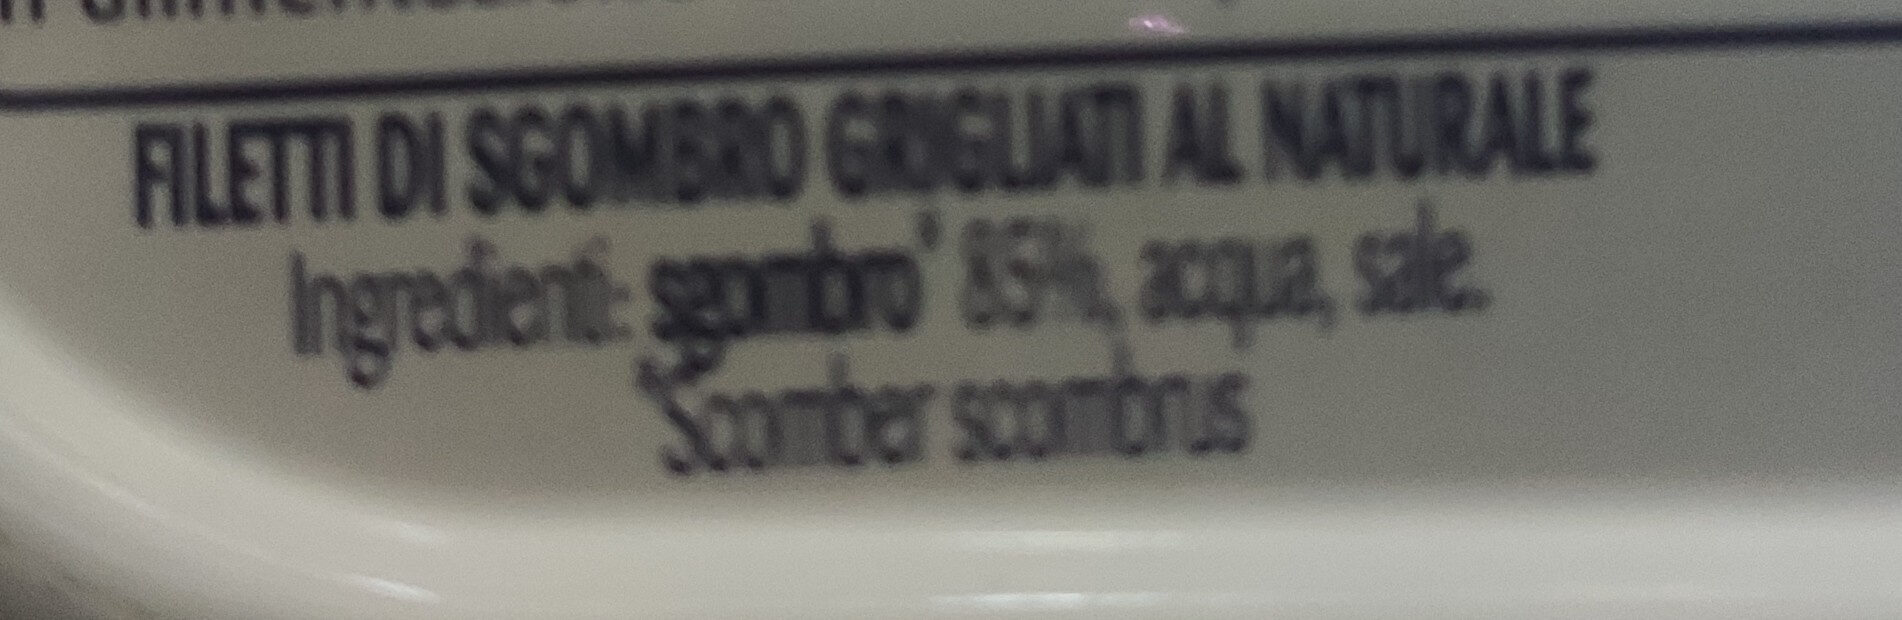 FILETTI DI SGOMBRO GRIGLIATI AL NATURALE
Ingredienti: sgombro* 85%, acqua, sale.
*Scomber scombrus